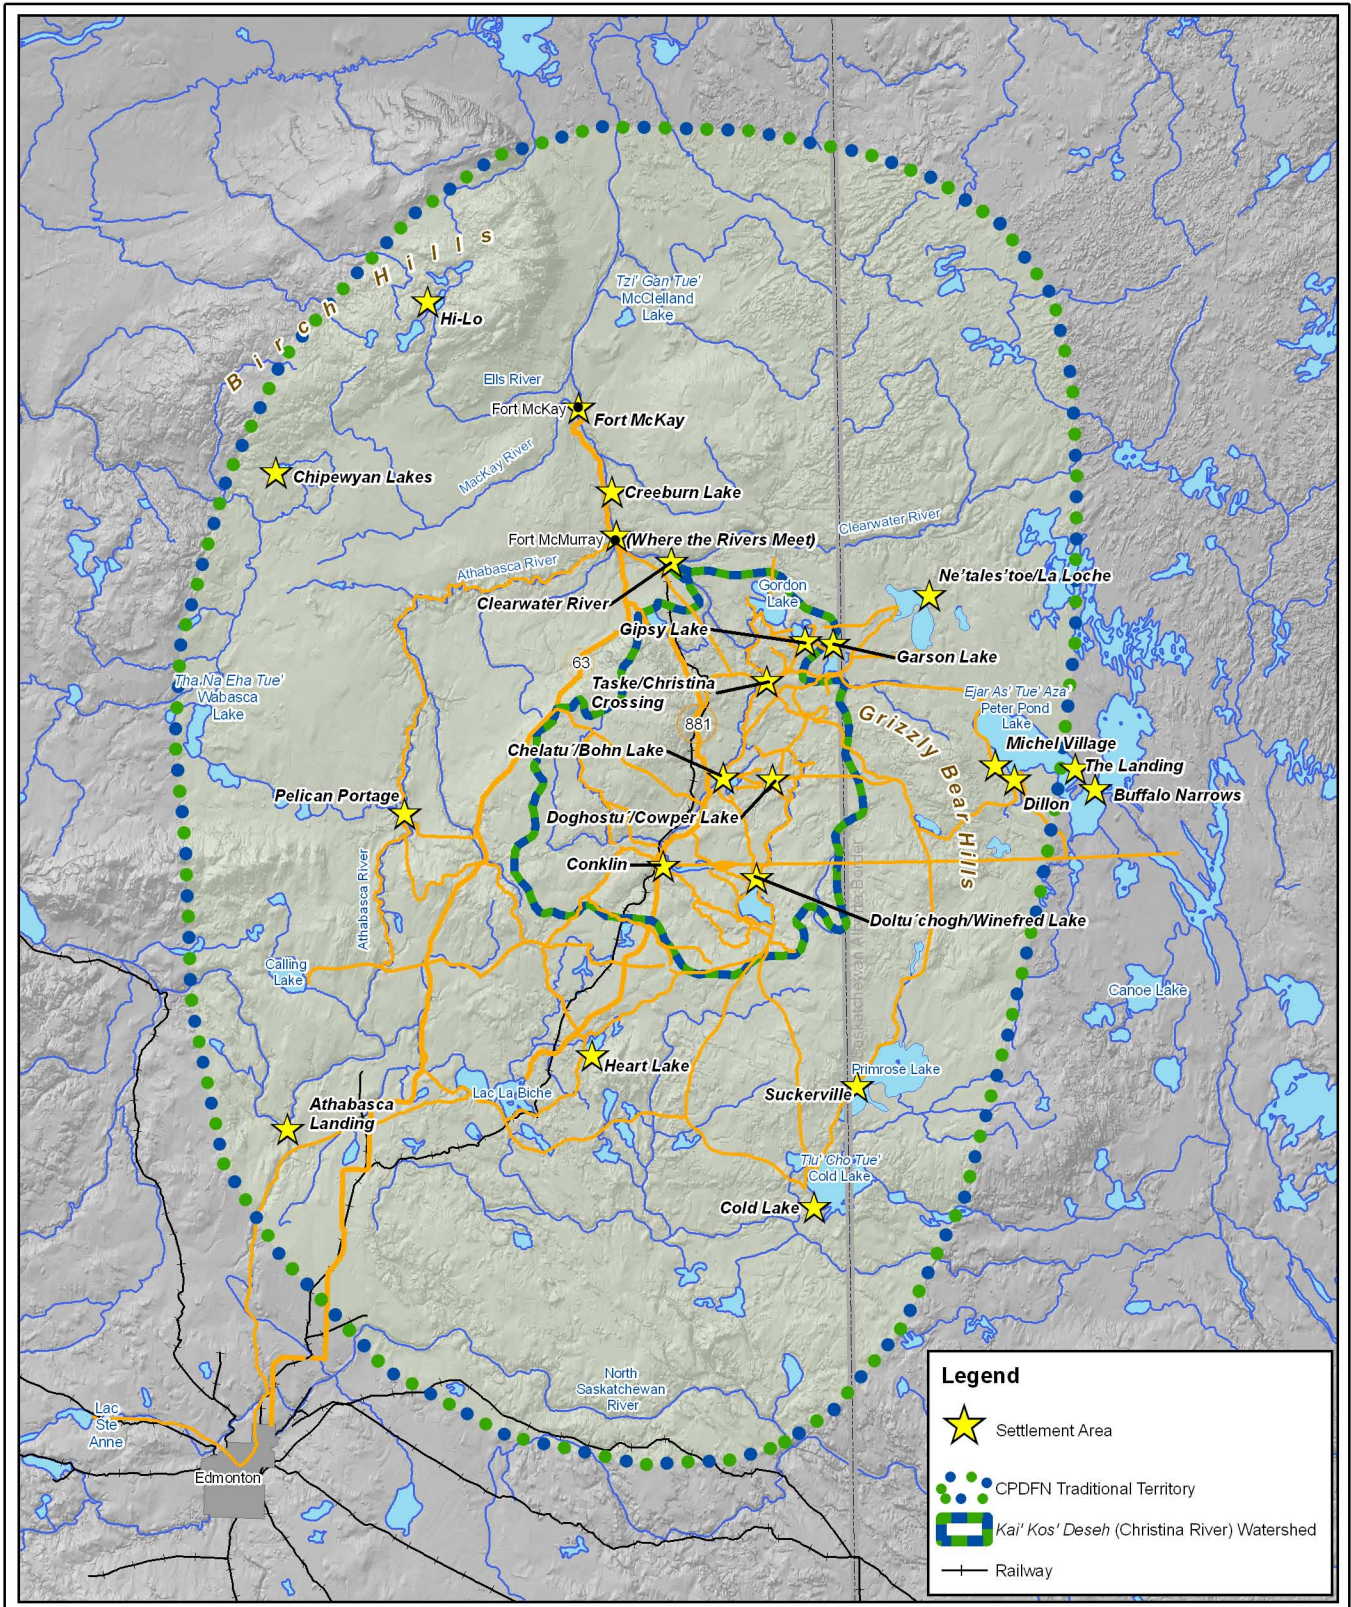 Birch Hills
Hi-Lo
Tzi' Gan Tue'
McClelland
Lake
Ells River
Fort McKay
Fort McKay
MacKay River
Chipewyan Lakes
Creeburn Lake
Clearwater River
Fort McMurray
(Where the Rivers Meet)
Athabasca River
Gordon
Lake
Ne'tales'toe/La Loche
Clearwater River
Gipsy Lake
Garson Lake
63
Tha Na Eha Tue'
Wabasca
Lake
Taske/Christina
Crossing
Ejar As' Tue' Aza'
Peter Pond
Lake
881
Grizzly Bear Hills
Michel Village
Chelatu´/Bohn Lake
The Landing
Pelican Portage
Buffalo Narrows
Dillon
Doghostu´/Cowper Lake
Conklin
Athabasca River
Doltu´chogh/Winefred Lake
Calling
Lake
Canoe Lake
Heart Lake
Primrose Lake
Lac La Biche
Suckerville
Athabasca
Landing
Tlu' Cho Tue'
Cold Lake
Cold Lake
North
Saskatchewan
River
Lac
Ste
Anne
Edmonton
Legend
Settlement Area
CPDFN Traditional Territory
Kai' Kos' Deseh (Christina River) Watershed
Railway